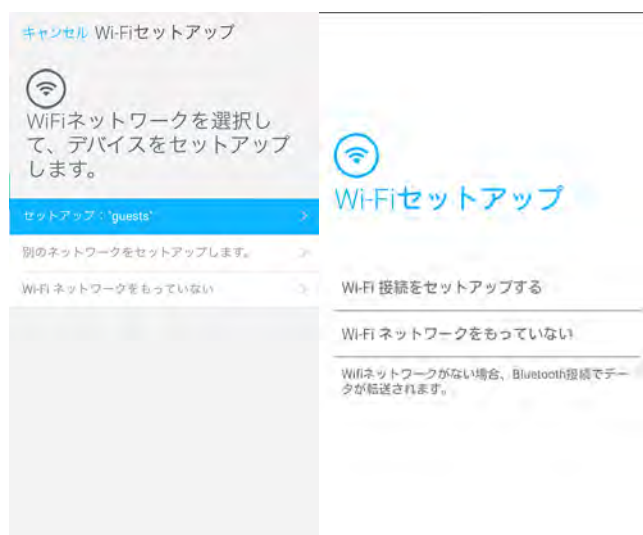 キャンセル Wi-Fiセットアップ
WiFiネットワークを選択し
て、デバイスをセットアップ
します。
セットアップ："guests"
別のネットワークをセットアップします。
Wi-Fi ネットワークをもっていない
Wi-Fiセットアップ
Wi-Fi 接続をセットアップする
Wi-Fi ネットワークをもっていない
Wifiネットワークがない場合、Bluetooth接続でデー
タが転送されます。